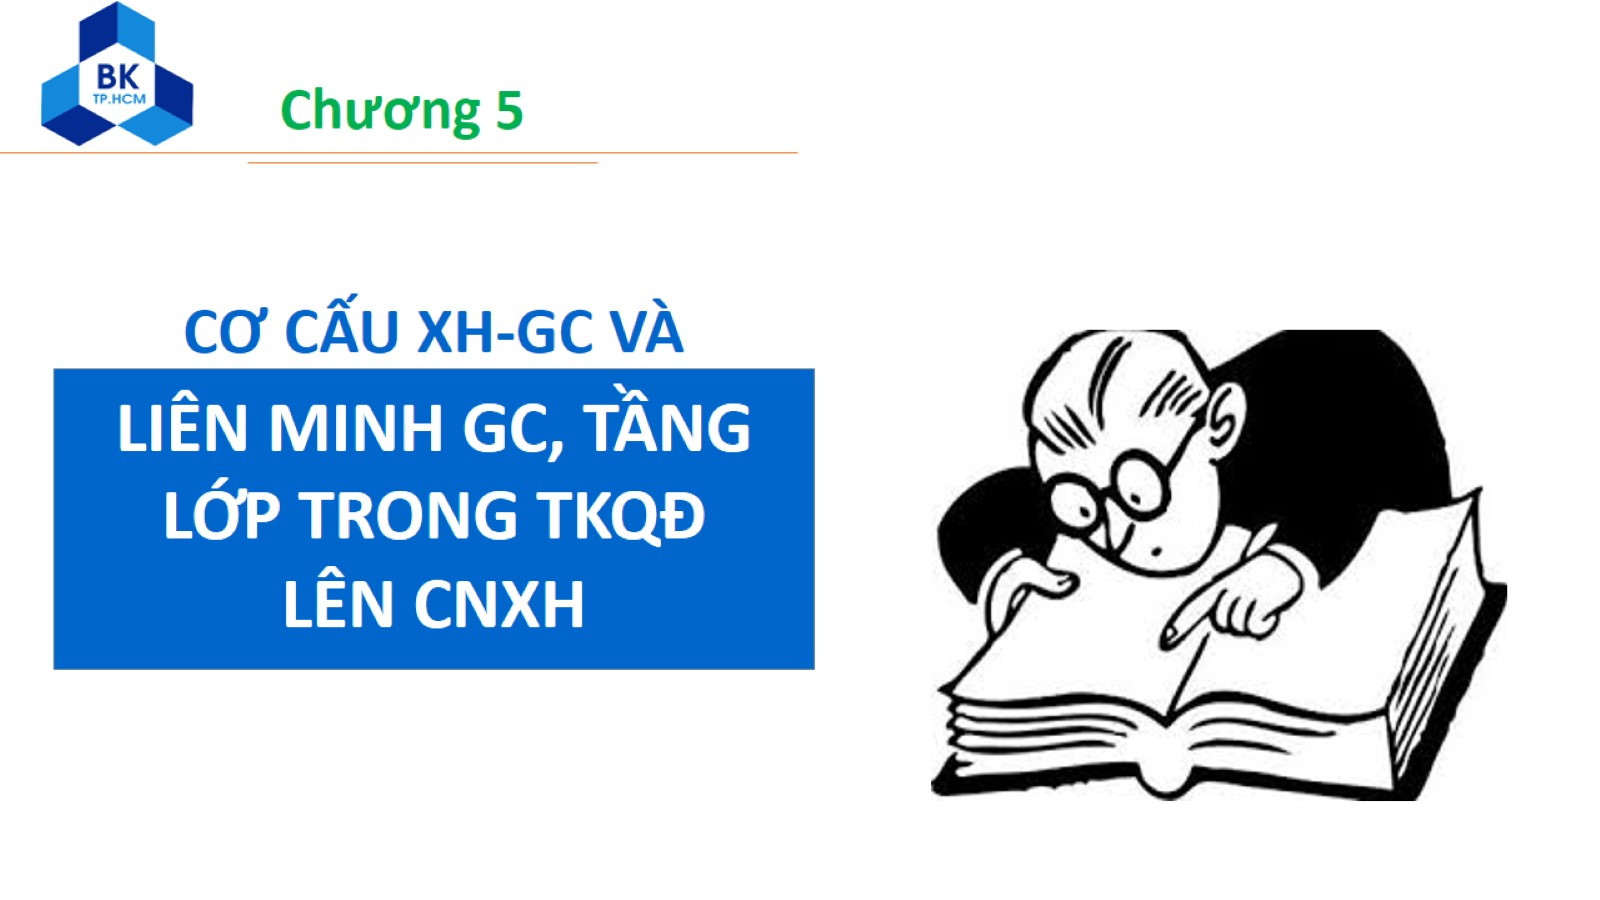 BK
TP.HCM
Chương 5
CƠ CẤU XH-GC VÀ
LIÊN MINH GC, TẦNG
LỚP TRONG TKQĐ
LÊN CNXH